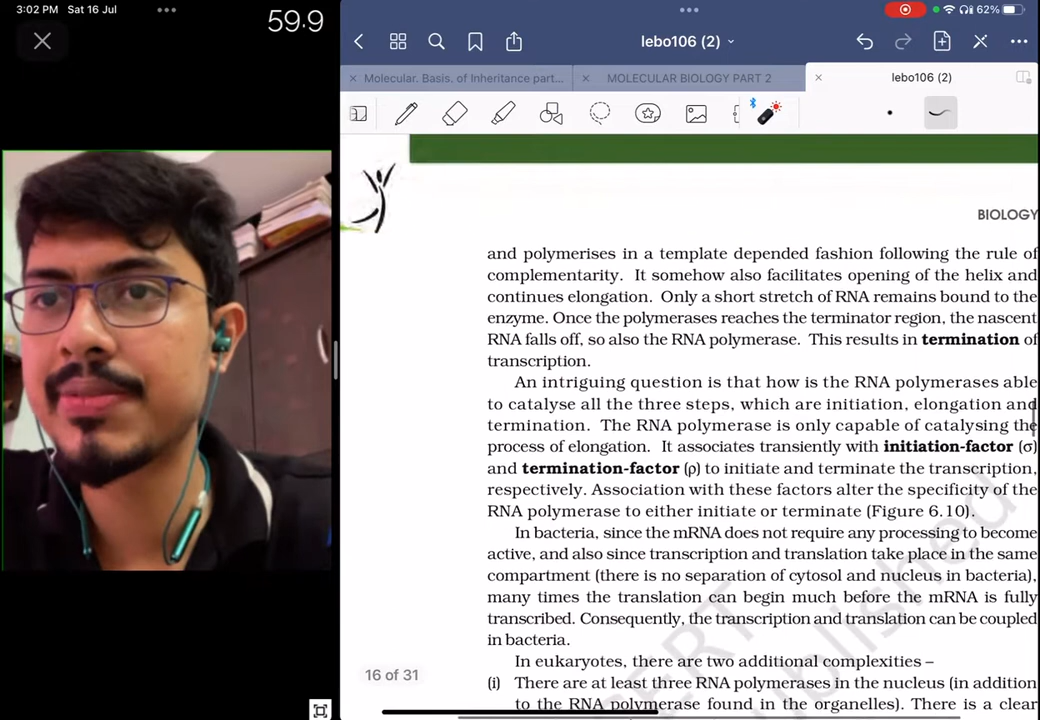 3:02 PM Sat 16 Jul
59.9
62%
lebo106 (2)
Molecular. Basis. of Inheritance part...
MOLECULAR BIOLOGY PART 2
lebo106 (2)
BIOLOGY
and polymerises in a template depended fashion following the rule of
complementarity. It somehow also facilitates opening of the helix and
continues elongation. Only a short stretch of RNA remains bound to the
enzyme. Once the polymerases reaches the terminator region, the nascent
RNA falls off, so also the RNA polymerase. This results in termination of
transcription.
An intriguing question is that how is the RNA polymerases able
to catalyse all the three steps, which are initiation, elongation and
termination. The RNA polymerase is only capable of catalysing the
process of elongation. It associates transiently with initiation-factor (σ)
and termination-factor (ρ) to initiate and terminate the transcription,
respectively. Association with these factors alter the specificity of the
RNA polymerase to either initiate or terminate (Figure 6.10).
In bacteria, since the mRNA does not require any processing to become
active, and also since transcription and translation take place in the same
compartment (there is no separation of cytosol and nucleus in bacteria),
many times the translation can begin much before the mRNA is fully
transcribed. Consequently, the transcription and translation can be coupled
in bacteria.
In eukaryotes, there are two additional complexities –
(i) There are at least three RNA polymerases in the nucleus (in addition
to the RNA polymerase found in the organelles). There is a clear
16 of 31